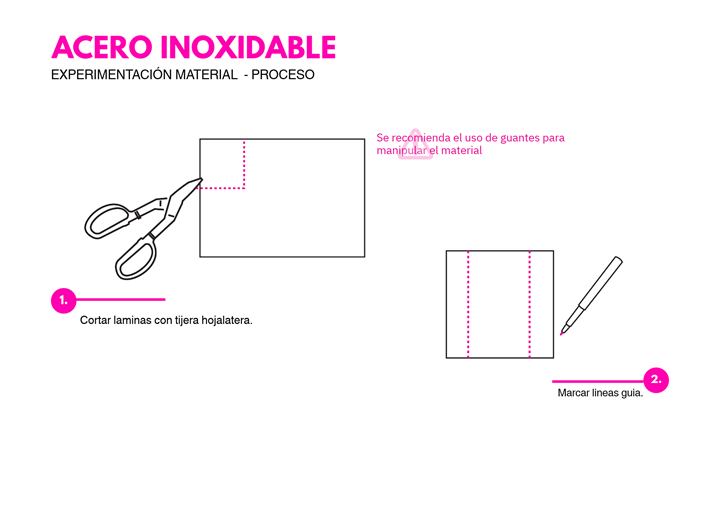 ACERO INOXIDABLE
EXPERIMENTACIÓN MATERIAL - PROCESO
Se recomienda el uso de guantes para
manipular el material
1.
Cortar laminas con tijera hojalatera.
2.
Marcar lineas guia.